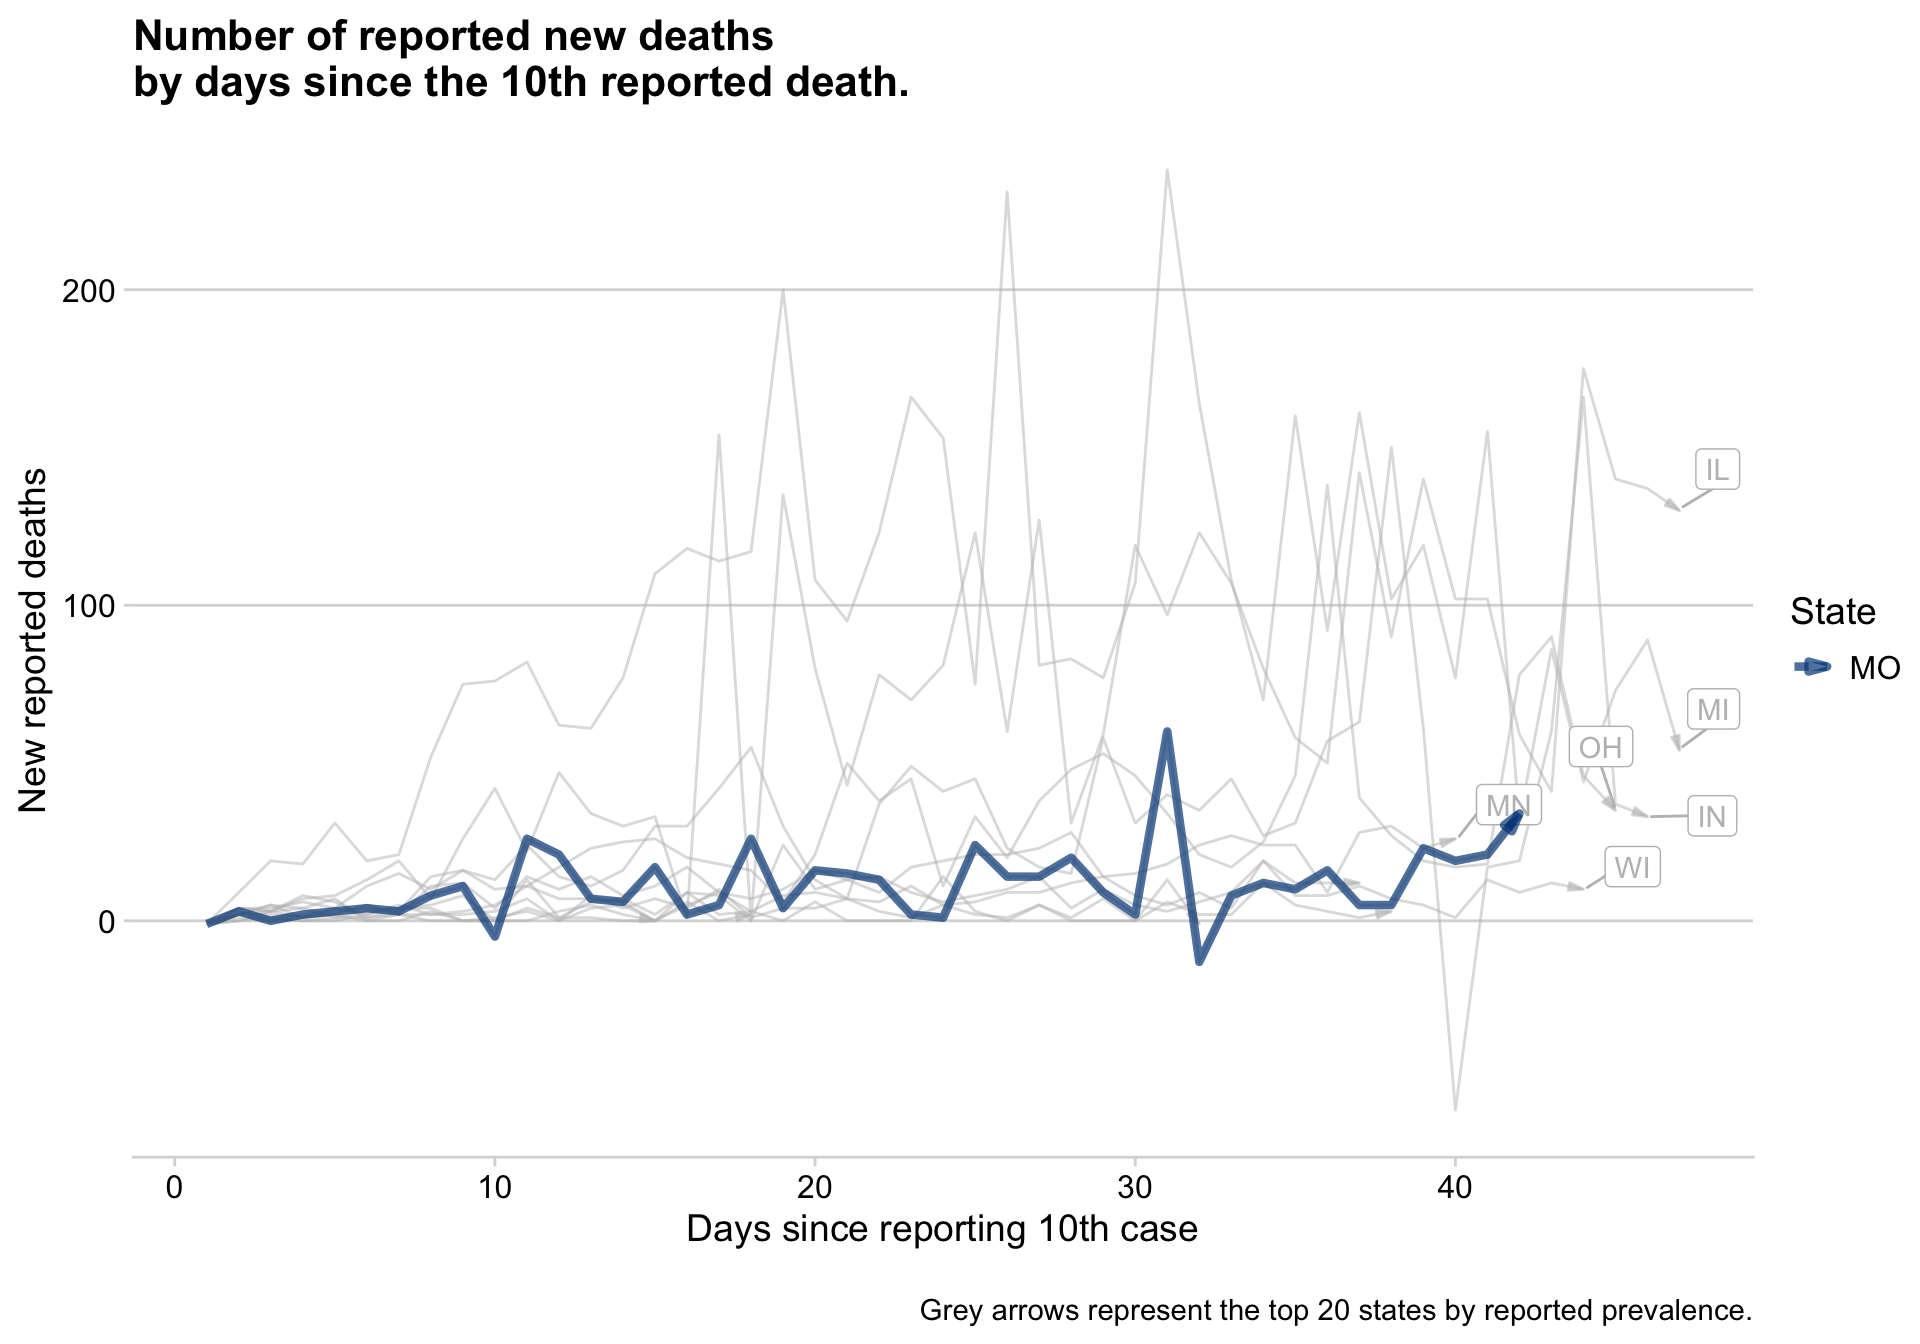 Number of reported new deaths
by days since the 10th reported death.
New reported deaths
200
100
0
0
10
20
30
40
Days since reporting 10th case
IL
MI
OH
MN
IN
WI
State
MO
Grey arrows represent the top 20 states by reported prevalence.